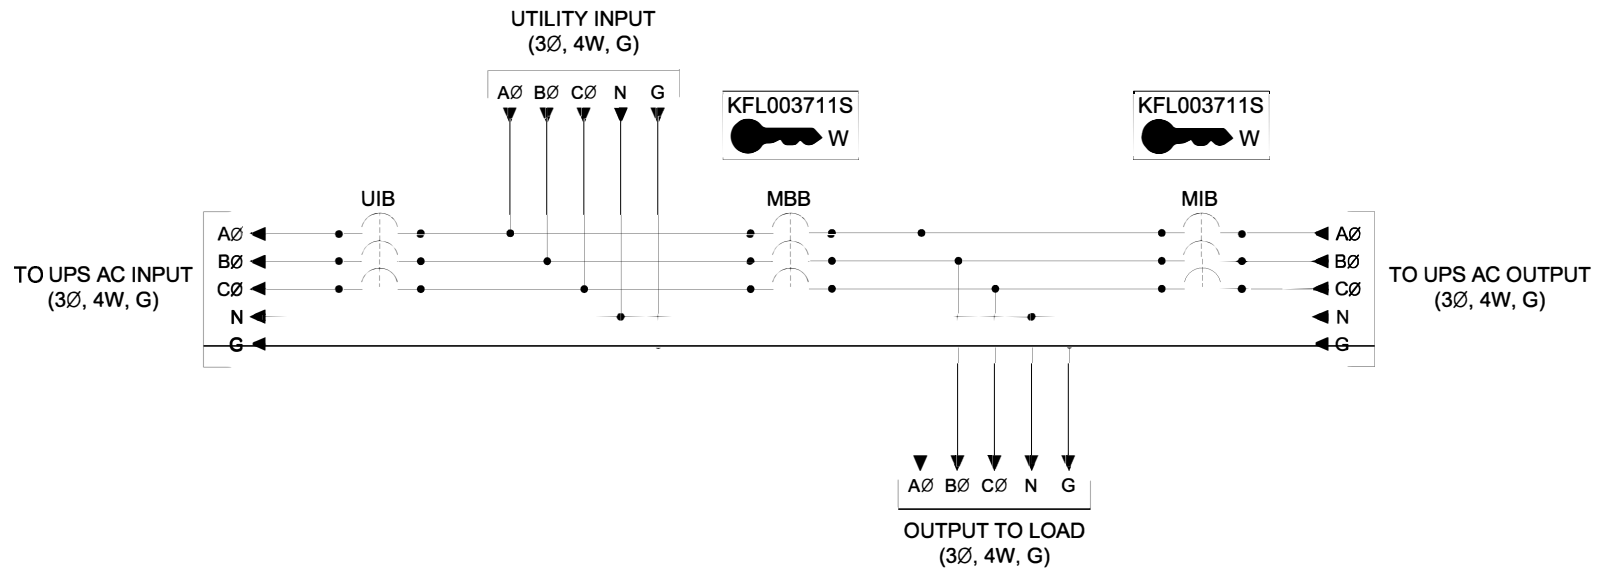 UTILITY INPUT
(3Ø, 4W, G)
AØ BØ CØ N G
KFL003711S
W
KFL003711S
W
UIB
MBB
MIB
TO UPS AC INPUT
(3Ø, 4W, G)
AØ
BØ
CØ
N
G
AØ
BØ
CØ
N
G
TO UPS AC OUTPUT
(3Ø, 4W, G)
AØ BØ CØ N G
OUTPUT TO LOAD
(3Ø, 4W, G)